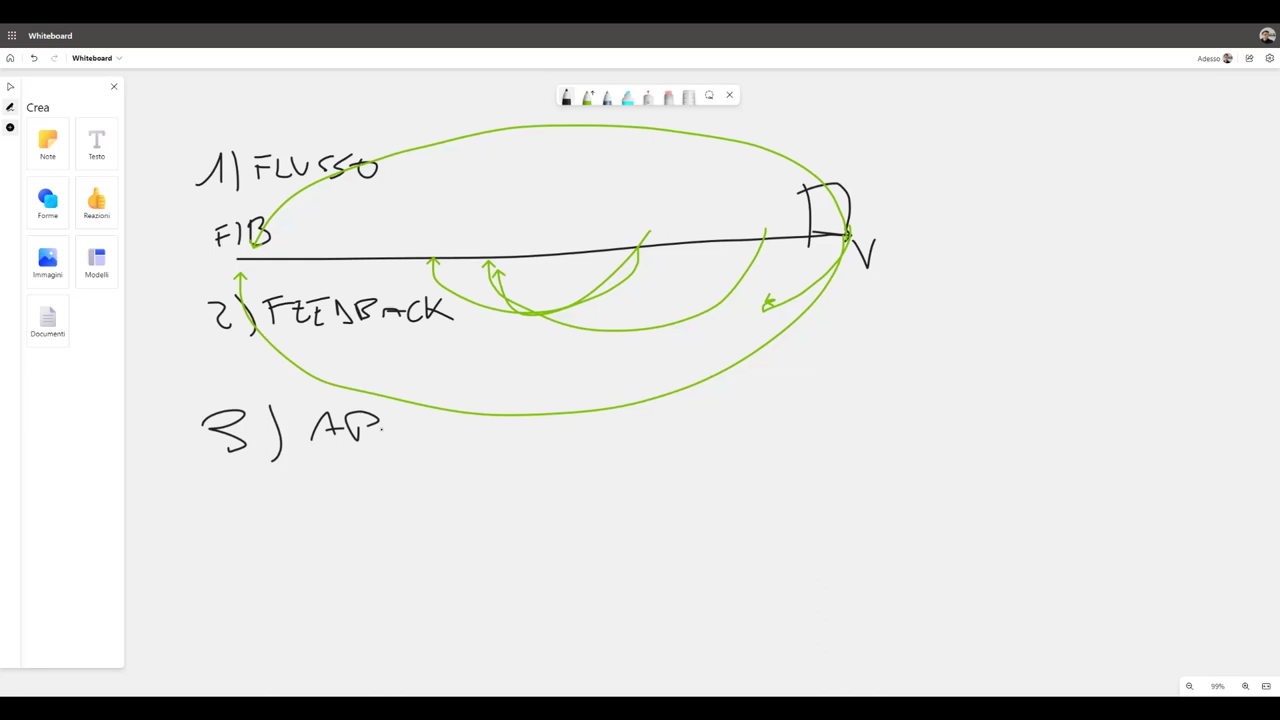 Whiteboard
Whiteboard
Adesso
Crea
Note
Testo
Forme
Reazioni
Immagini
Modelli
Documenti
1) FLUSSO
F)B
V
2) FEEDBACK
3) AP
99%